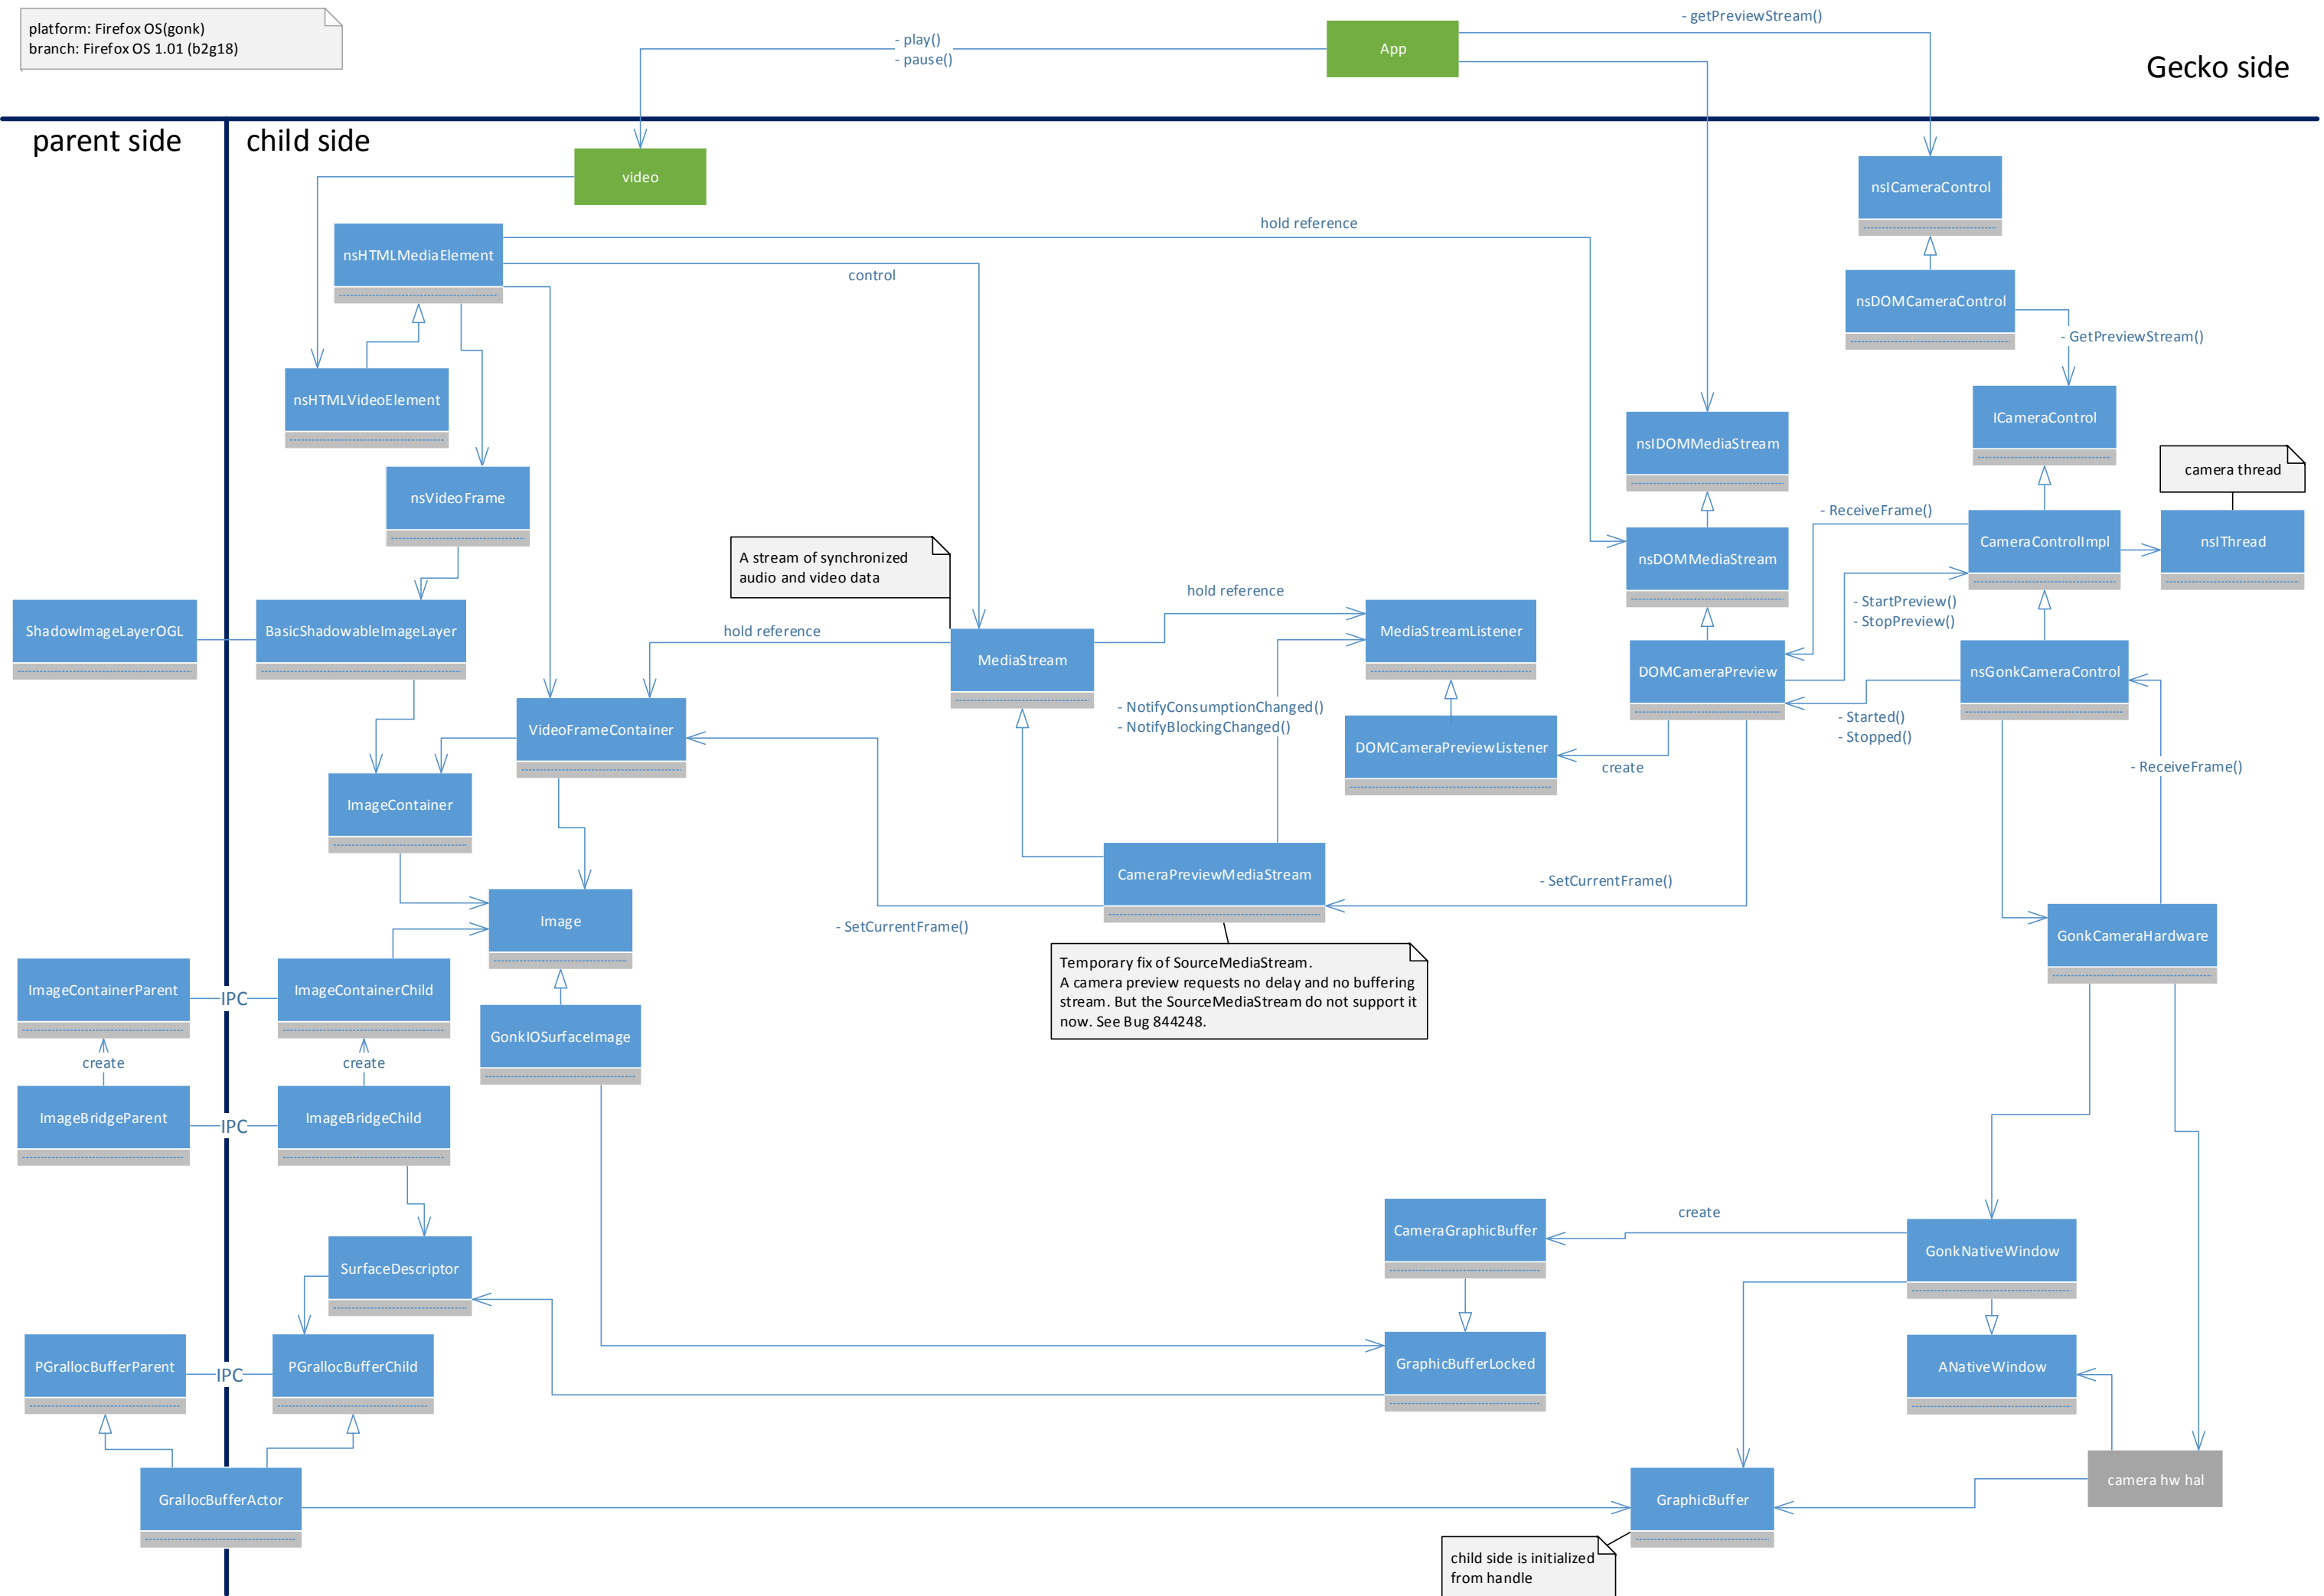 platform: Firefox OS(gonk)
branch: Firefox OS 1.01 (b2g18)
- play()
- pause()
App
- getPreviewStream()
Gecko side
parent side
child side
video
nsICameraControl
hold reference
nsHTMLMediaElement
control
nsDOMCameraControl
- GetPreviewStream()
nsHTMLVideoElement
ICameraControl
nsIDOMMediaStream
camera thread
nsVideoFrame
- ReceiveFrame()
CameraControlImpl
nsIThread
A stream of synchronized
audio and video data
nsDOMMediaStream
hold reference
- StartPreview()
- StopPreview()
ShadowImageLayerOGL
BasicShadowableImageLayer
hold reference
MediaStream
MediaStreamListener
DOMCameraPreview
nsGonkCameraControl
- NotifyConsumptionChanged()
- NotifyBlockingChanged()
- Started()
- Stopped()
VideoFrameContainer
DOMCameraPreviewListener
create
- ReceiveFrame()
ImageContainer
CameraPreviewMediaStream
- SetCurrentFrame()
Image
- SetCurrentFrame()
GonkCameraHardware
Temporary fix of SourceMediaStream.
A camera preview requests no delay and no buffering
stream. But the SourceMediaStream do not support it
now. See Bug 844248.
ImageContainerParent
IPC
ImageContainerChild
GonkIOSurfaceImage
create
create
ImageBridgeParent
IPC
ImageBridgeChild
create
CameraGraphicBuffer
GonkNativeWindow
SurfaceDescriptor
PGrallocBufferParent
IPC
PGrallocBufferChild
GraphicBufferLocked
ANativeWindow
camera hw hal
GrallocBufferActor
GraphicBuffer
child side is initialized
from handle